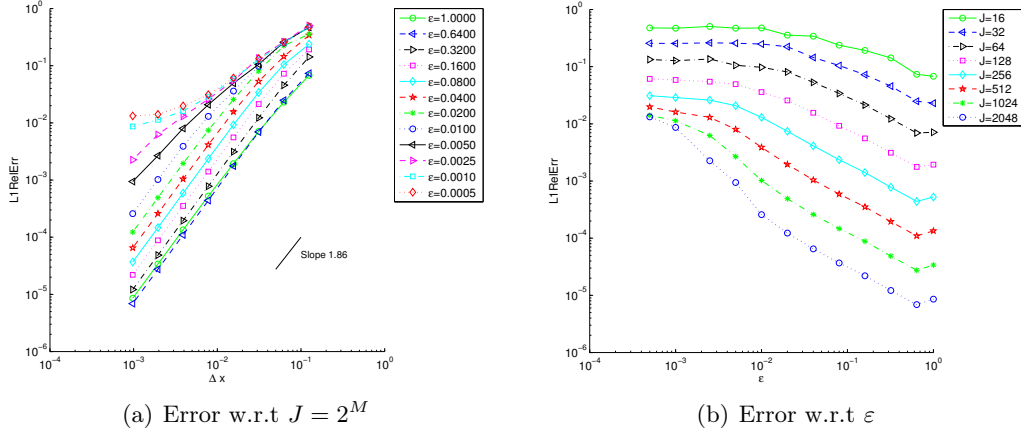 10^0
10^-1
10^-2
10^-3
10^-4
10^-5
10^-6
L1RelErr
10^-4
10^-3
10^-2
10^-1
10^0
Δ x
Slope 1.86
ε=1.0000
ε=0.6400
ε=0.3200
ε=0.1600
ε=0.0800
ε=0.0400
ε=0.0200
ε=0.0100
ε=0.0050
ε=0.0025
ε=0.0010
ε=0.0005
(a) Error w.r.t J = 2^M
10^0
10^-1
10^-2
10^-3
10^-4
10^-5
10^-6
L1RelErr
10^-4
10^-3
10^-2
10^-1
10^0
ε
J=16
J=32
J=64
J=128
J=256
J=512
J=1024
J=2048
(b) Error w.r.t ε